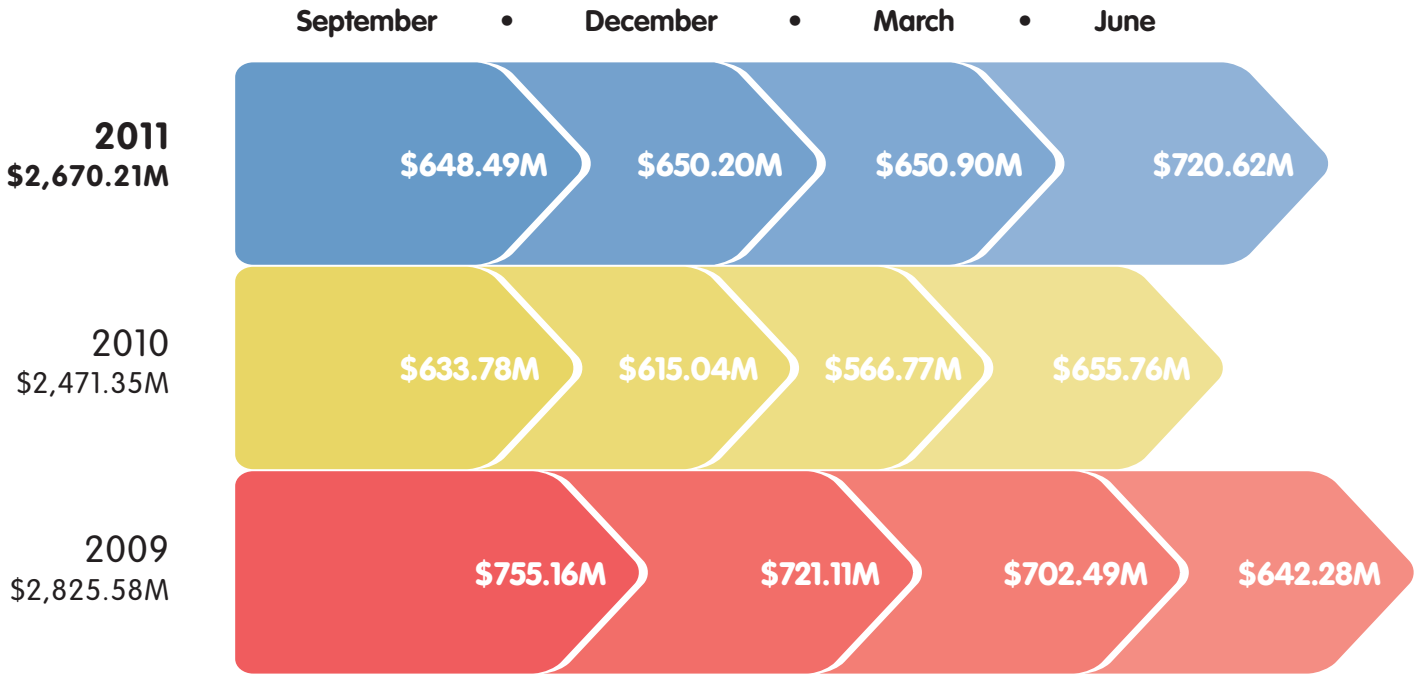 September • December • March • June
2011
$2,670.21M
$648.49M $650.20M $650.90M $720.62M
2010
$2,471.35M
$633.78M $615.04M $566.77M $655.76M
2009
$2,825.58M
$755.16M $721.11M $702.49M $642.28M